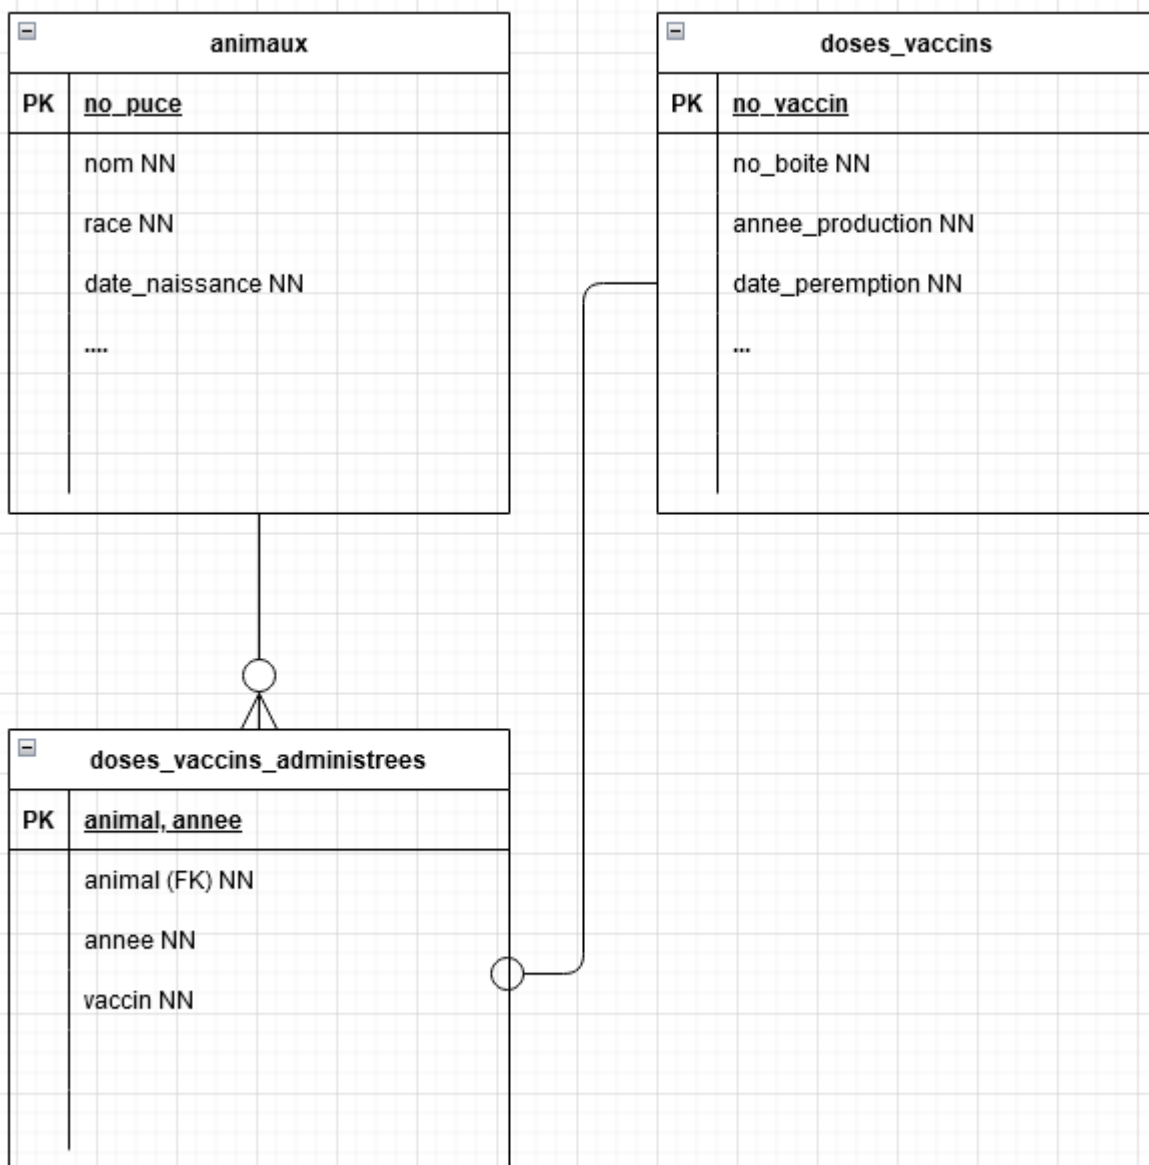 animaux
PK no_puce
nom NN
race NN
date_naissance NN
....
doses_vaccins
PK no_vaccin
no_boite NN
annee_production NN
date_peremption NN
...
doses_vaccins_administrees
PK animal, annee
animal (FK) NN
annee NN
vaccin NN